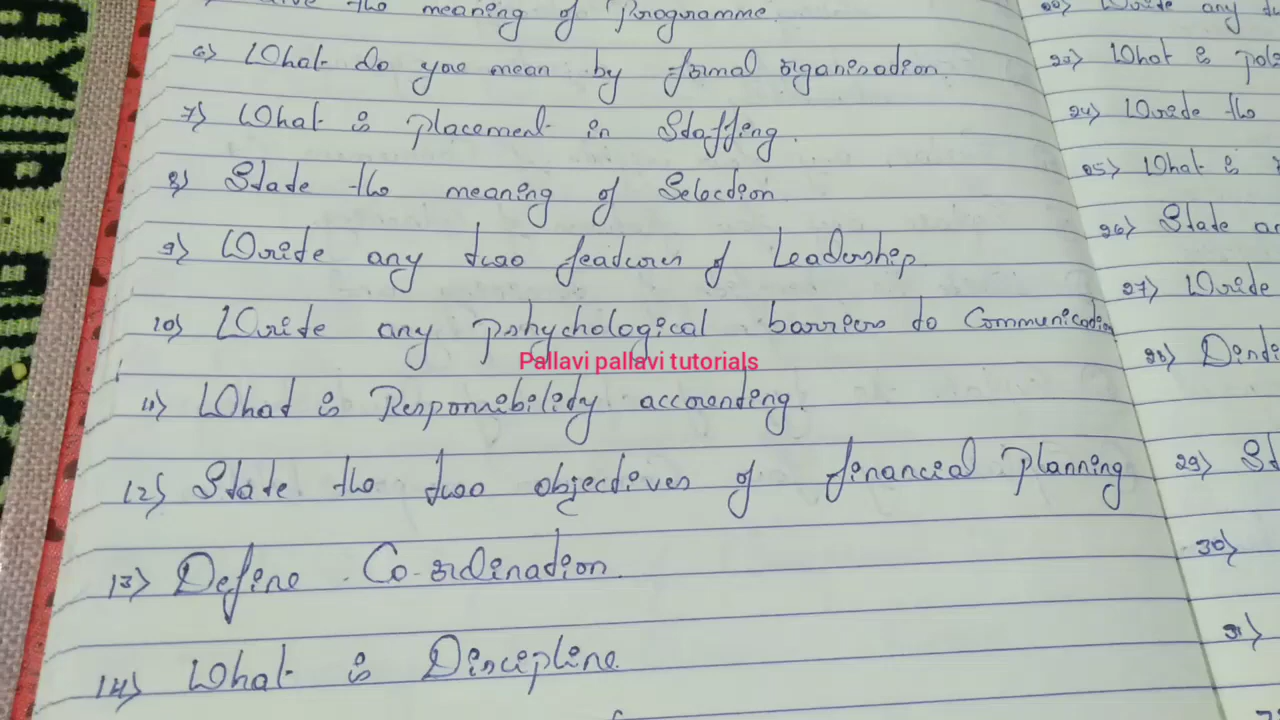 the meaning of Programme
6) What do you mean by formal organisation
7) What is placement in Staffing.
8) State the meaning of Selection
9) Write any two features of Leadership
10) Write any pshychological barriers to Communication
Pallavi pallavi tutorials
11) What is Responsibility accounting.
12) State the two objectives of financial Planning
13) Define Co-ordination.
14) What is Discipline.
Write any
23) What is
24) Write the
25) What is
26) State
27) Write
28)
29)
30)
31)